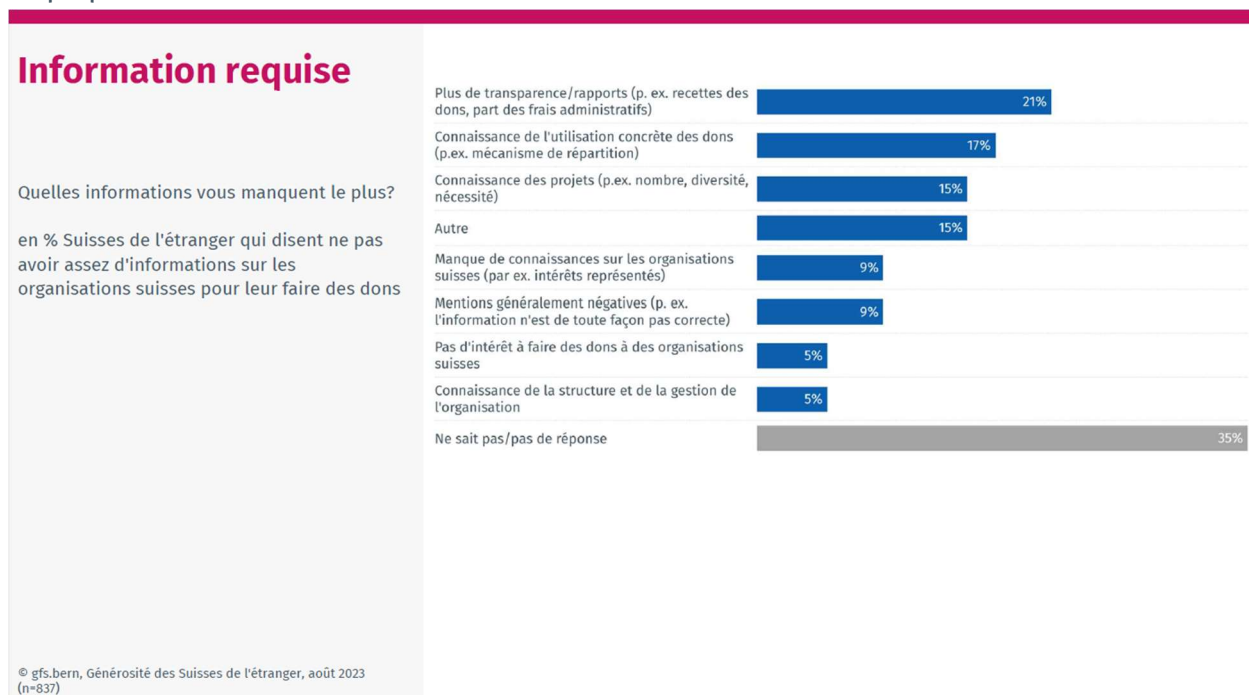 Information requise
Quelles informations vous manquent le plus?
en % Suisses de l'étranger qui disent ne pas
avoir assez d'informations sur les
organisations suisses pour leur faire des dons
Plus de transparence/rapports (p. ex. recettes des
dons, part des frais administratifs)
21%
Connaissance de l'utilisation concrète des dons
(p.ex. mécanisme de répartition)
17%
Connaissance des projets (p.ex. nombre, diversité,
nécessité)
15%
Autre
15%
Manque de connaissances sur les organisations
suisses (par ex. intérêts représentés)
9%
Mentions généralement négatives (p. ex.
l'information n'est de toute façon pas correcte)
9%
Pas d'intérêt à faire des dons à des organisations
suisses
5%
Connaissance de la structure et de la gestion de
l'organisation
5%
Ne sait pas/pas de réponse
35%
© gfs.bern, Générosité des Suisses de l'étranger, août 2023
(n=837)